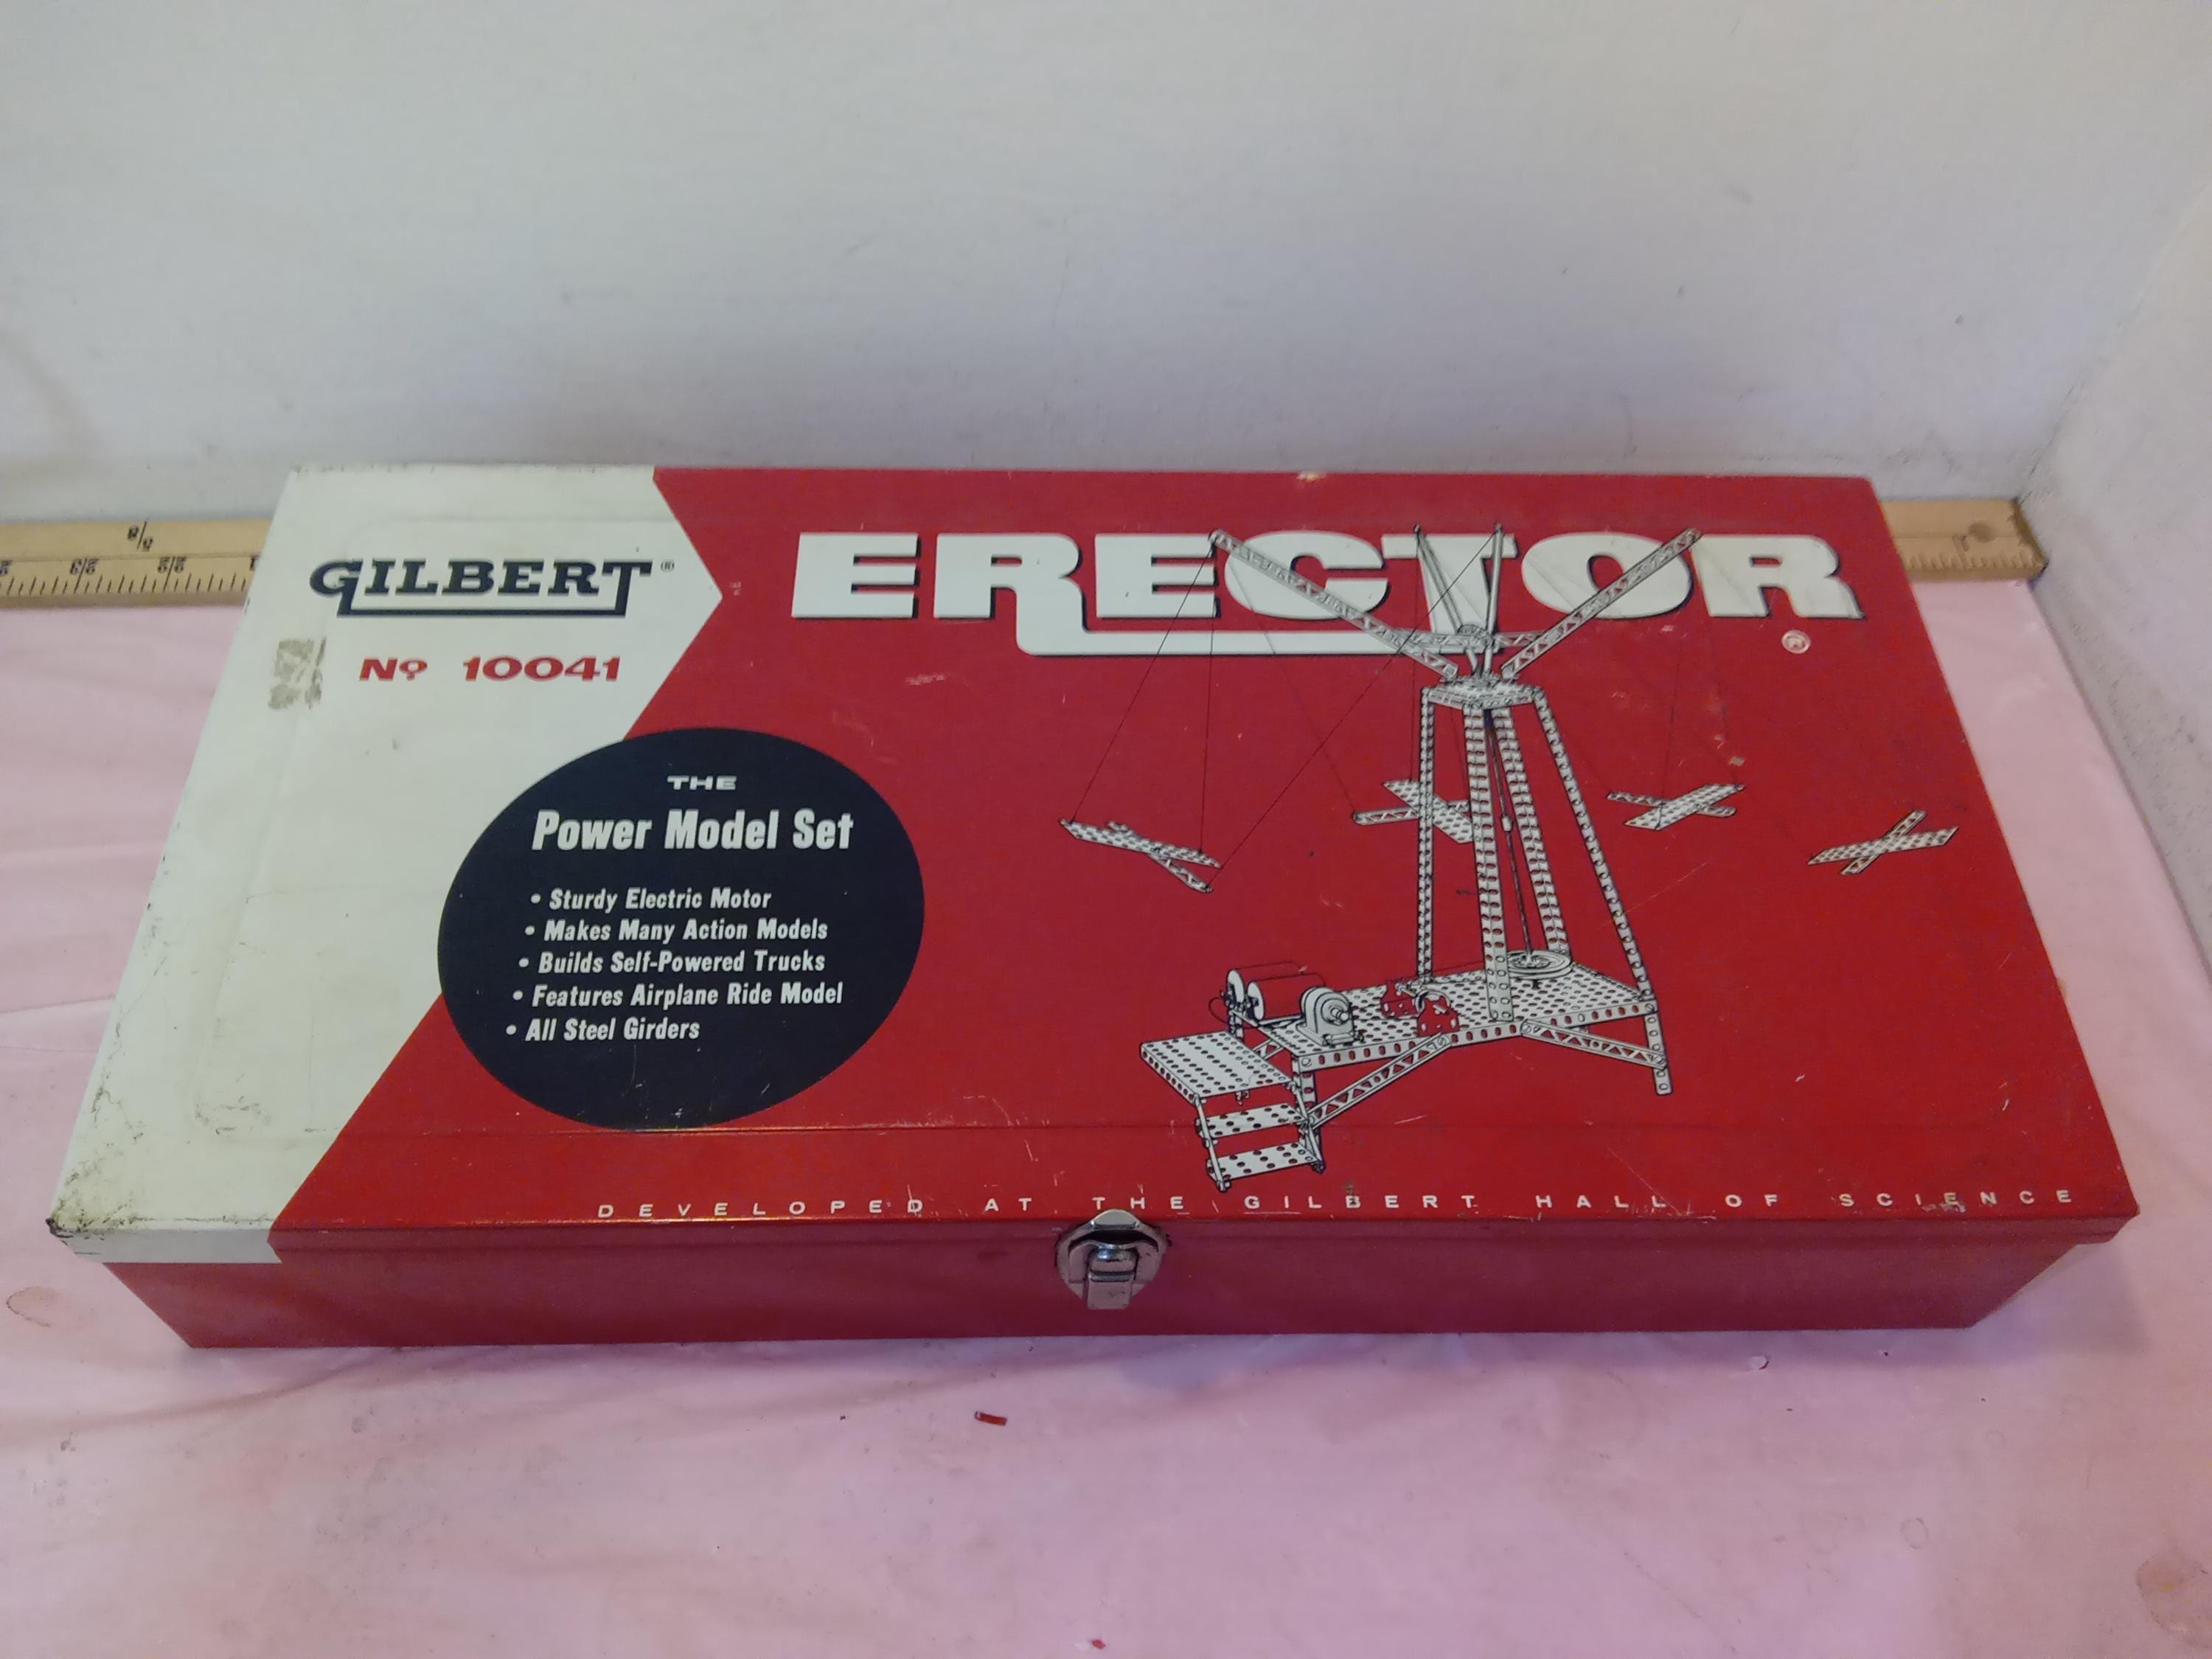 GILBERT®
No 10041
ERECTOR
®
THE
Power Model Set
• Sturdy Electric Motor
• Makes Many Action Models
• Builds Self-Powered Trucks
• Features Airplane Ride Model
• All Steel Girders
DEVELOPED AT THE GILBERT HALL OF SCIENCE